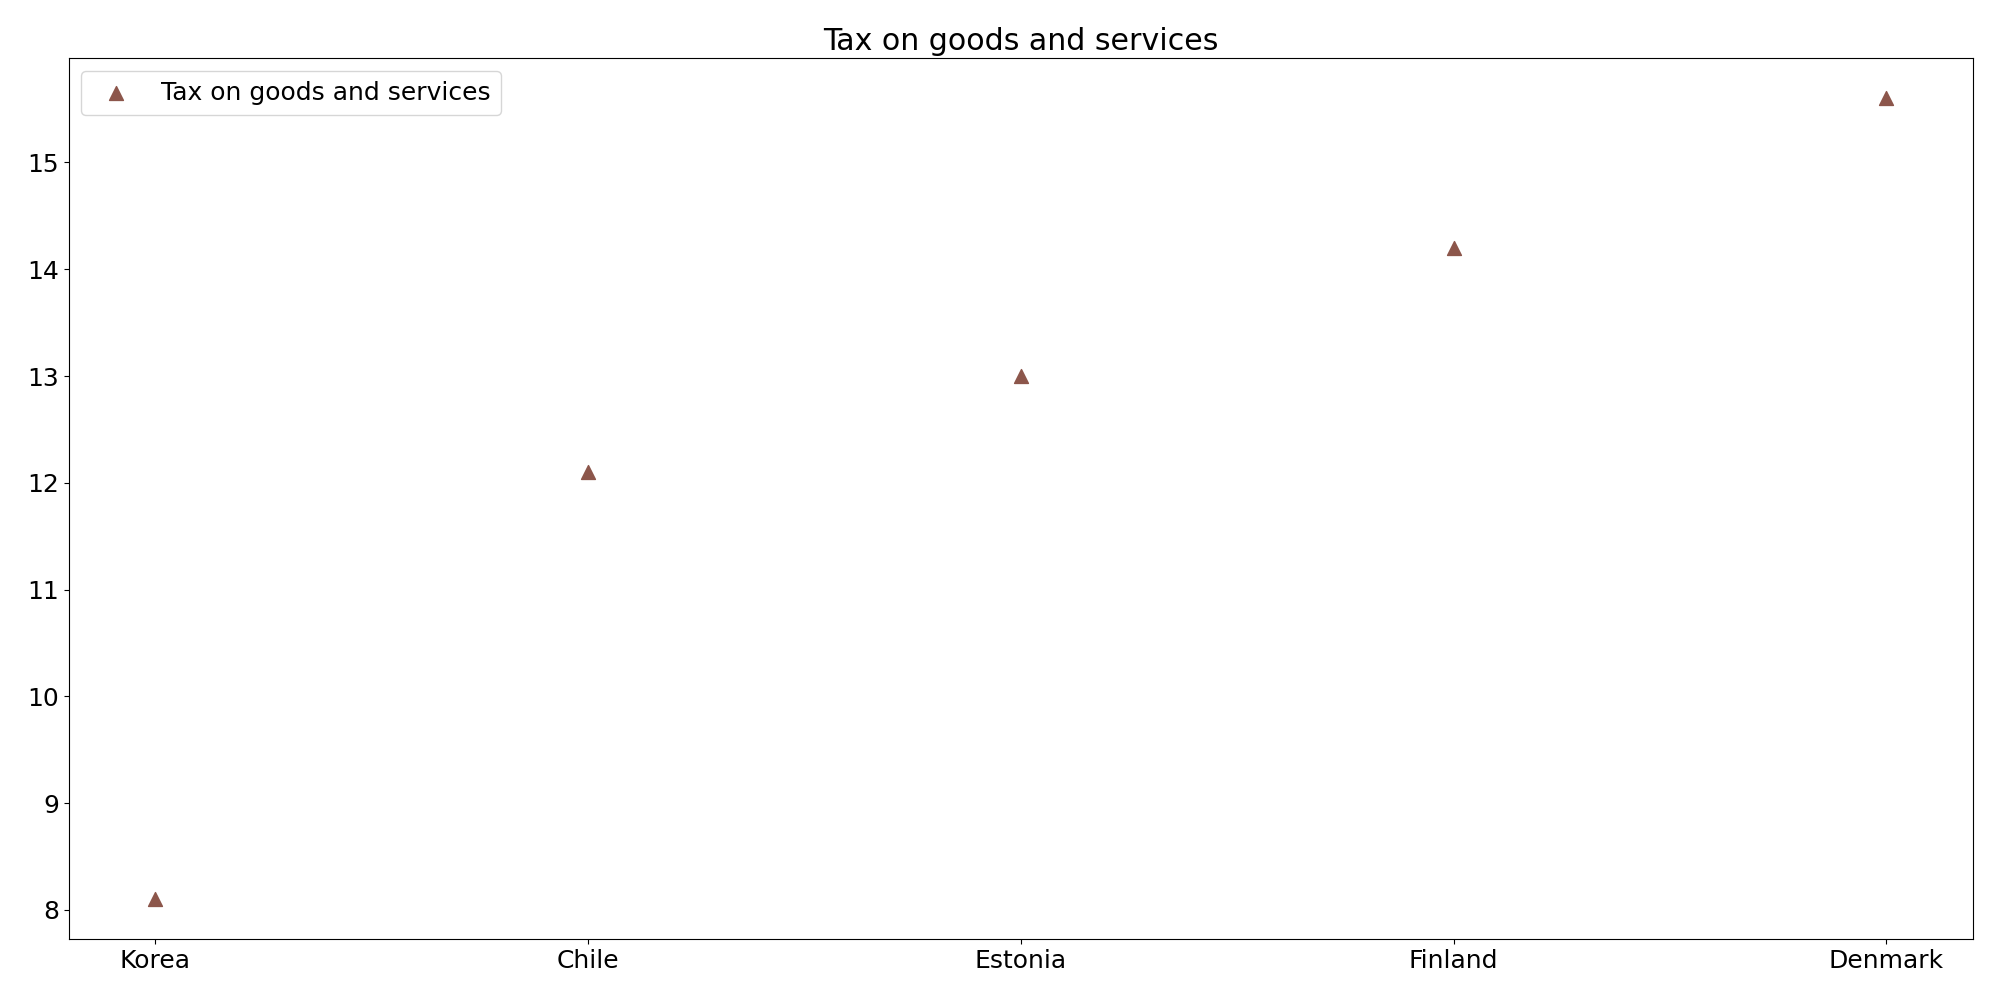 Tax on goods and services
Tax on goods and services
15
14
13
12
11
10
9
8
Korea Chile Estonia Finland Denmark